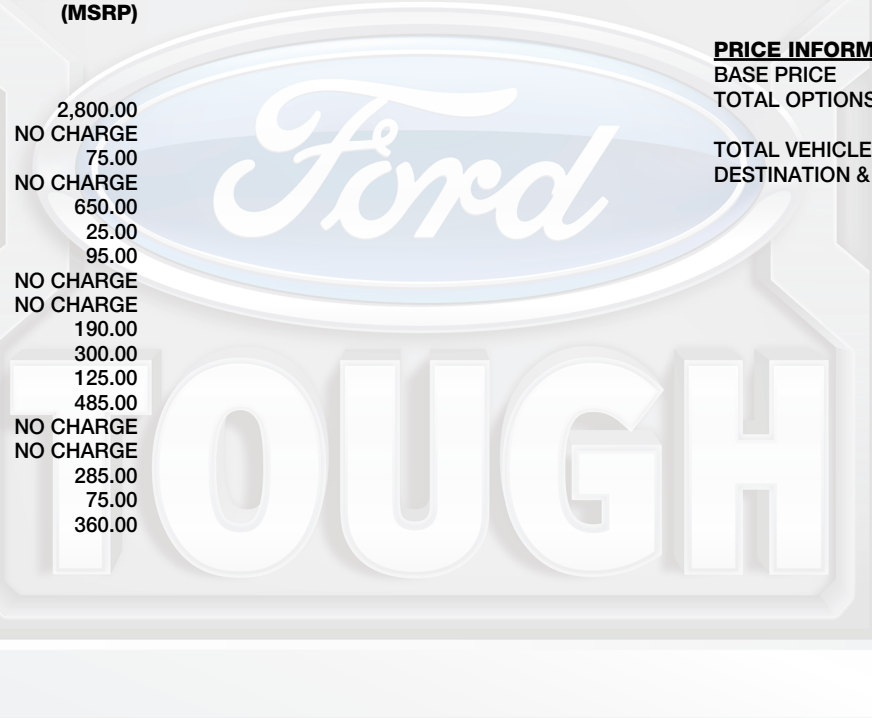 (MSRP)
2,800.00
NO CHARGE
75.00
NO CHARGE
650.00
25.00
95.00
NO CHARGE
NO CHARGE
190.00
300.00
125.00
485.00
NO CHARGE
NO CHARGE
285.00
75.00
360.00
PRICE INFORM
BASE PRICE
TOTAL OPTIONS
TOTAL VEHICLE
DESTINATION &
Ford
TOUGH